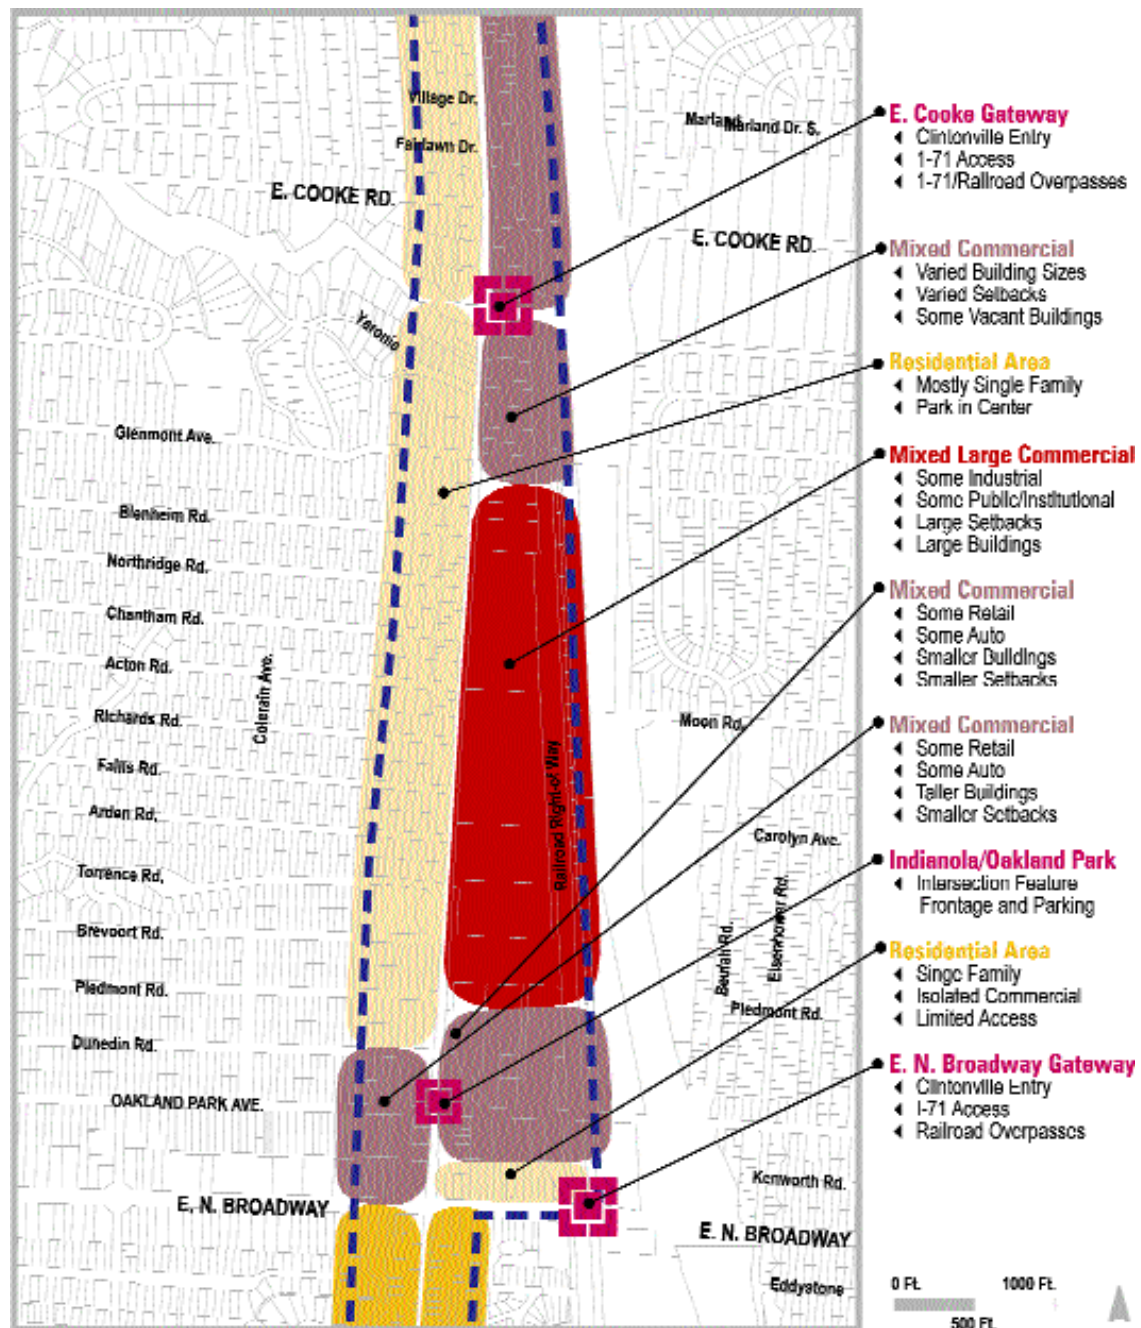 Village Dr.
Fairlawn Dr.
E. COOKE RD.
Marland
Marland Dr. S.
E. COOKE RD.
Yaronie
Glenmont Ave.
Blenheim Rd.
Northridge Rd.
Chantham Rd.
Acton Rd.
Colerain Ave.
Richards Rd.
Fallis Rd.
Arden Rd.
Torrence Rd.
Brevoort Rd.
Piedmont Rd.
Dunedin Rd.
OAKLAND PARK AVE.
E. N. BROADWAY
Railroad Right-of Way
Moon Rd.
Carolyn Ave.
Beulah Rd.
Eisenhower Rd.
Piedmont Rd.
Kenworth Rd.
E. N. BROADWAY
Eddystone
E. Cooke Gateway
Clintonville Entry
1-71 Access
1-71/Railroad Overpasses
Mixed Commercial
Varied Building Sizes
Varied Setbacks
Some Vacant Buildings
Residential Area
Mostly Single Family
Park in Center
Mixed Large Commercial
Some Industrial
Some Public/Institutional
Large Setbacks
Large Buildings
Mixed Commercial
Some Retail
Some Auto
Smaller Buildings
Smaller Setbacks
Mixed Commercial
Some Retail
Some Auto
Taller Buildings
Smaller Setbacks
Indianola/Oakland Park
Intersection Feature
Frontage and Parking
Residential Area
Singe Family
Isolated Commercial
Limited Access
E. N. Broadway Gateway
Clintonville Entry
I-71 Access
Railroad Overpasses
0 Ft. 1000 Ft.
500 Ft.